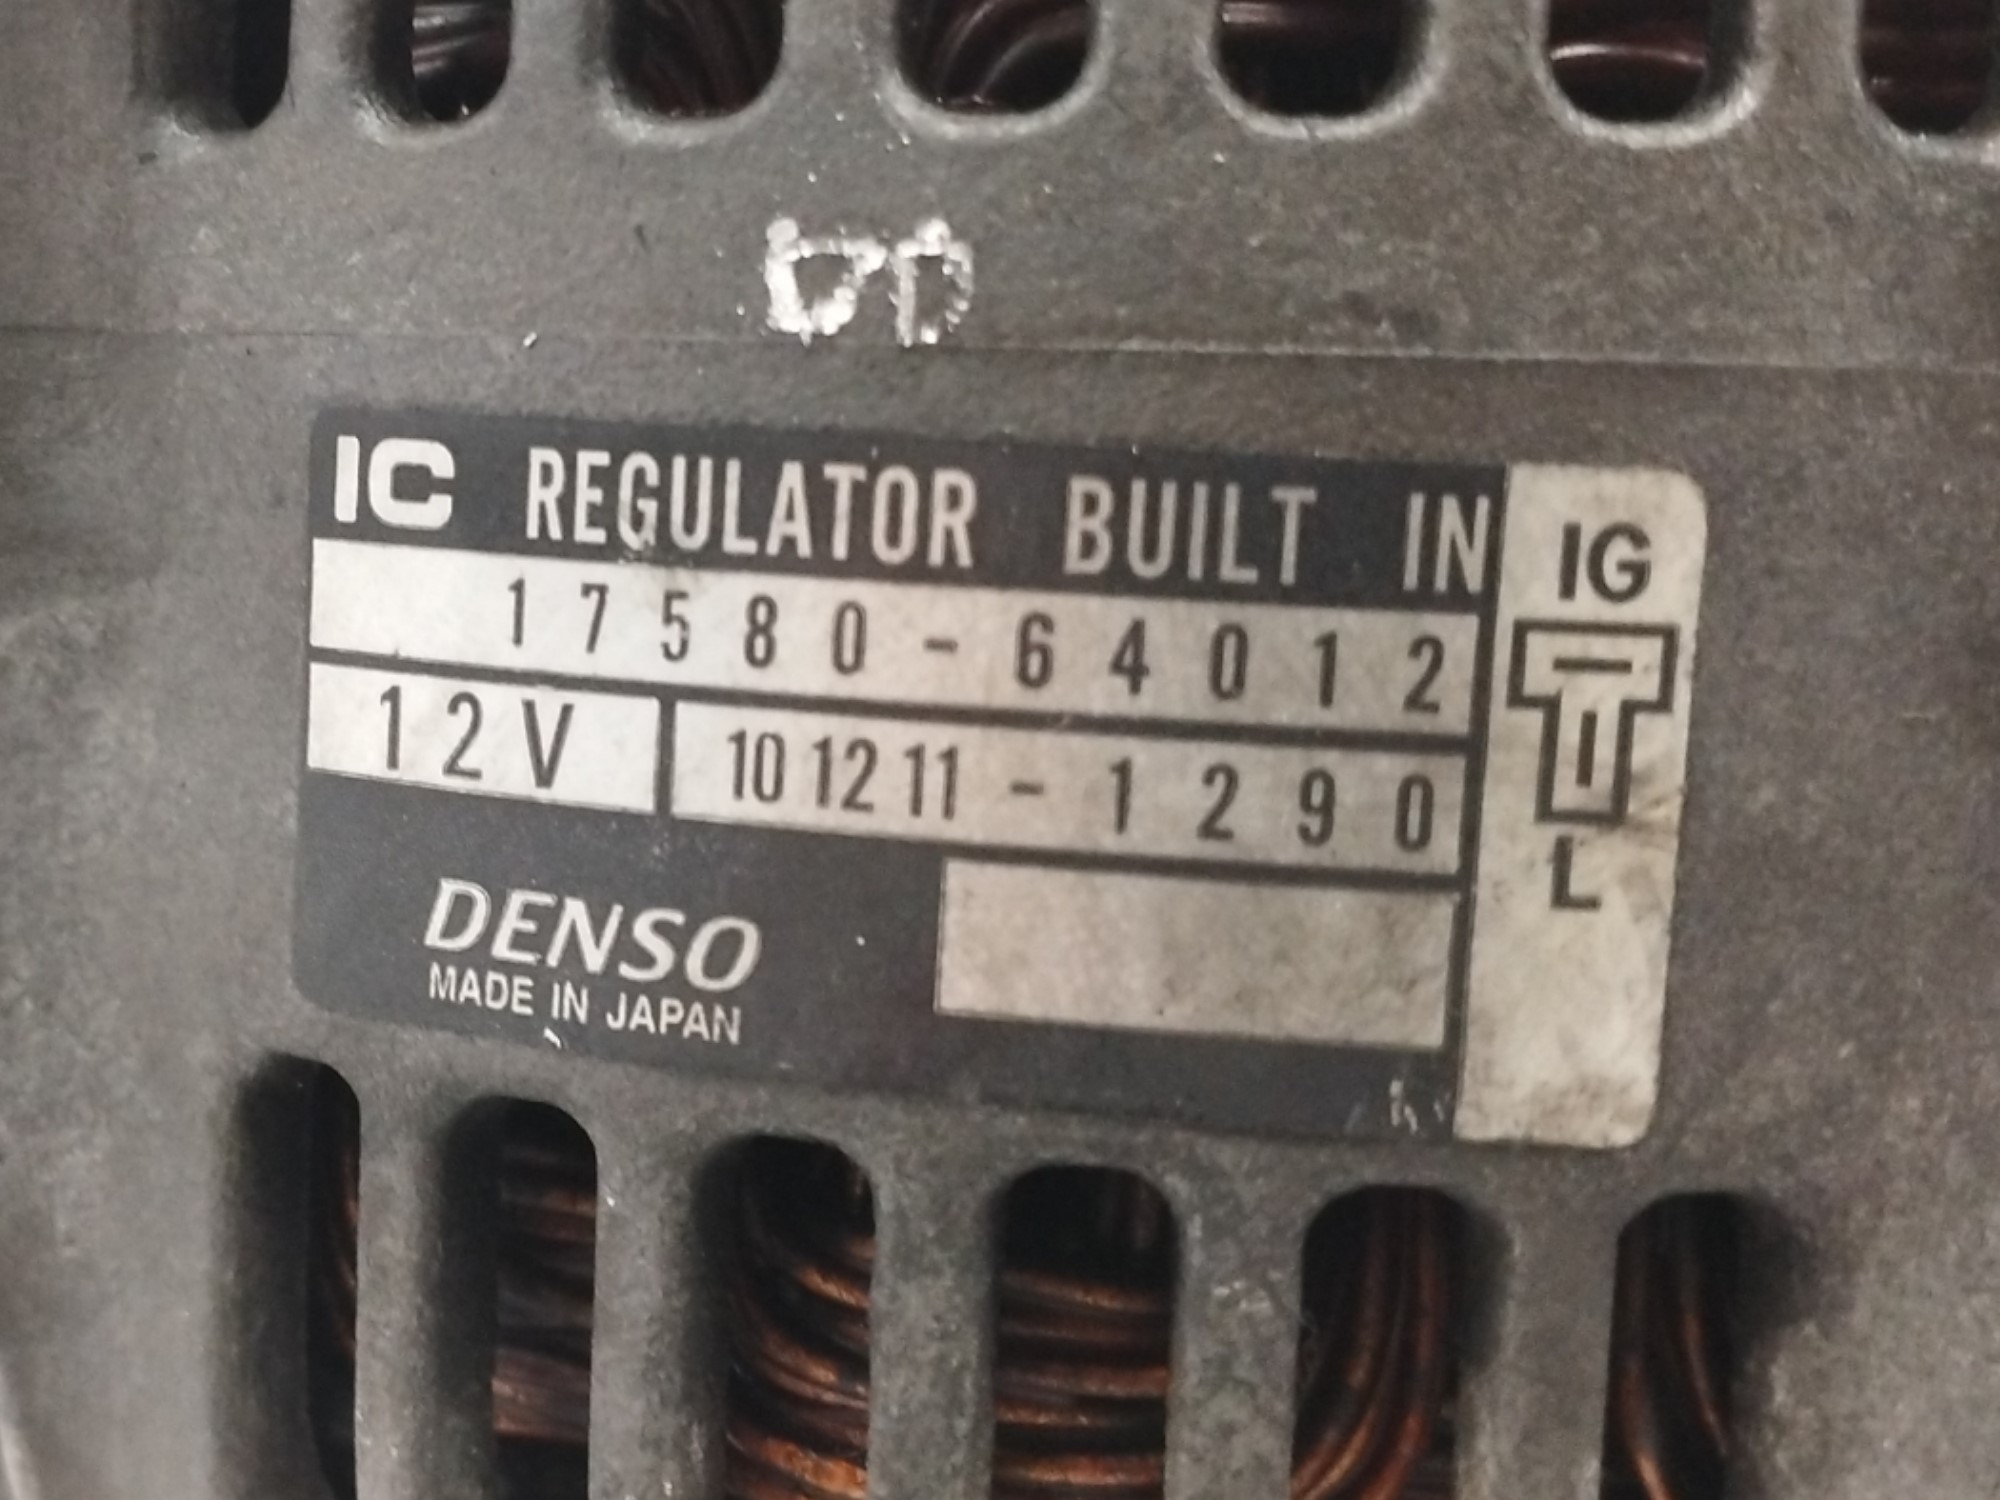 IC REGULATOR BUILT IN
17580-64012
12V 101211-1290
DENSO
MADE IN JAPAN
IG
L